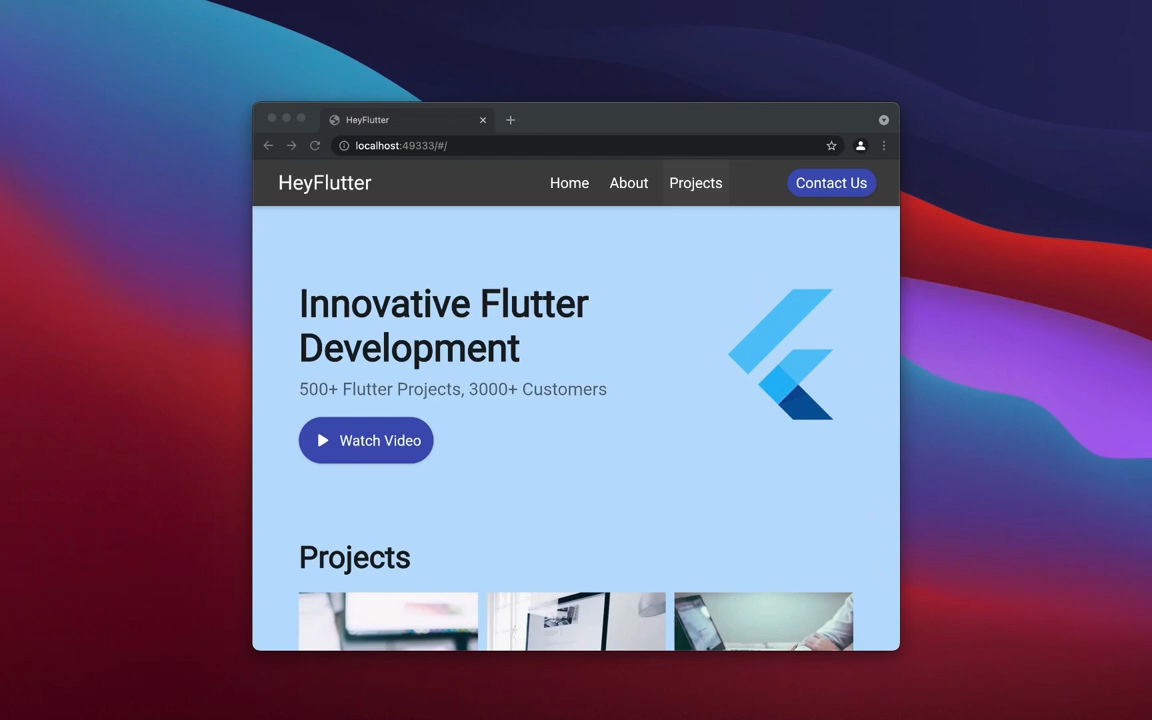 HeyFlutter
localhost:49333/#/
HeyFlutter
Home About Projects Contact Us
Innovative Flutter
Development
500+ Flutter Projects, 3000+ Customers
Watch Video
Projects